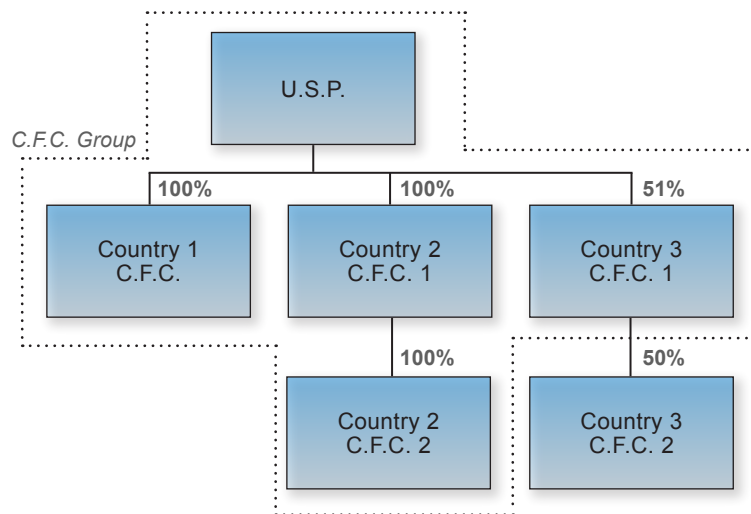 U.S.P.
C.F.C. Group
100%
100%
51%
Country 1
C.F.C.
Country 2
C.F.C. 1
Country 3
C.F.C. 1
100%
50%
Country 2
C.F.C. 2
Country 3
C.F.C. 2